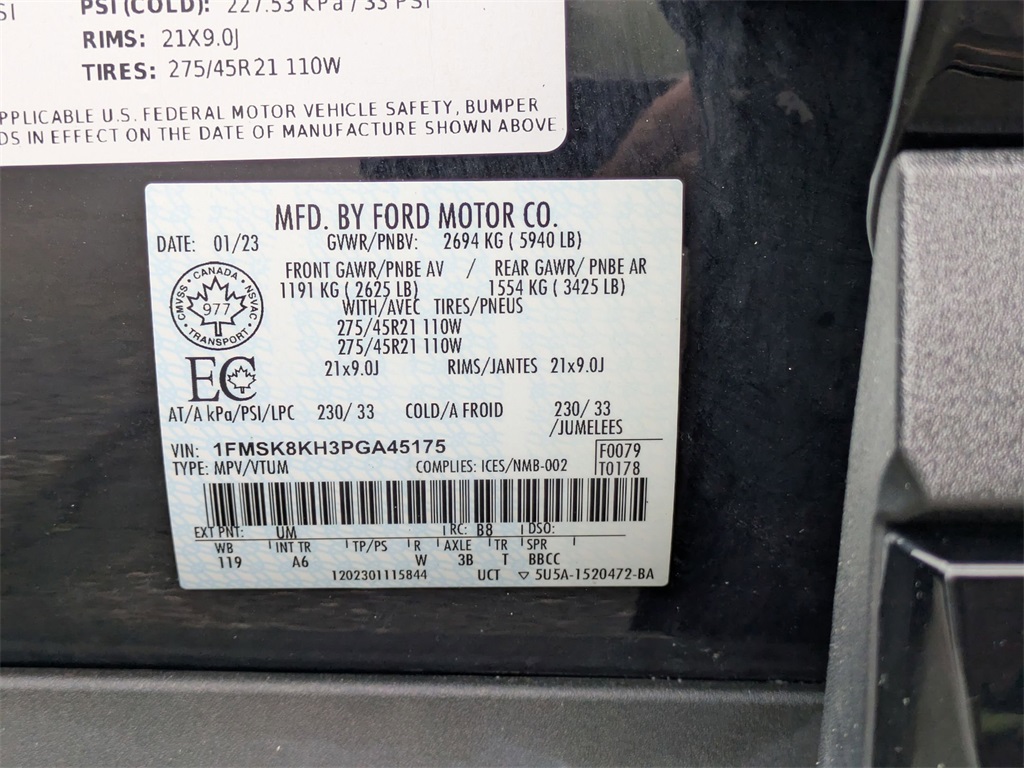 PSI (COLD): 227.53 KPa / 33 PSI
RIMS: 21X9.0J
TIRES: 275/45R21 110W
PPLICABLE U.S. FEDERAL MOTOR VEHICLE SAFETY, BUMPER
DS IN EFFECT ON THE DATE OF MANUFACTURE SHOWN ABOVE
MFD. BY FORD MOTOR CO.
DATE: 01/23 GVWR/PNBV: 2694 KG ( 5940 LB)
FRONT GAWR/PNBE AV / REAR GAWR/ PNBE AR
1191 KG ( 2625 LB) 1554 KG ( 3425 LB)
WITH/AVEC TIRES/PNEUS
275/45R21 110W
275/45R21 110W
21x9.0J RIMS/JANTES 21x9.0J
CANADA
CMVSS 977 NSVAC
TRANSPORT
EC
AT/A kPa/PSI/LPC 230/ 33 COLD/A FROID 230/ 33
/JUMELEES
VIN: 1FMSK8KH3PGA45175 F0079
TYPE: MPV/VTUM COMPLIES: ICES/NMB-002 T0178
EXT PNT: UM RC: B8 DSO:
WB INT TR TP/PS R AXLE TR SPR
119 A6 W 3B T BBCC
1202301115844 UCT ▽ 5U5A-1520472-BA